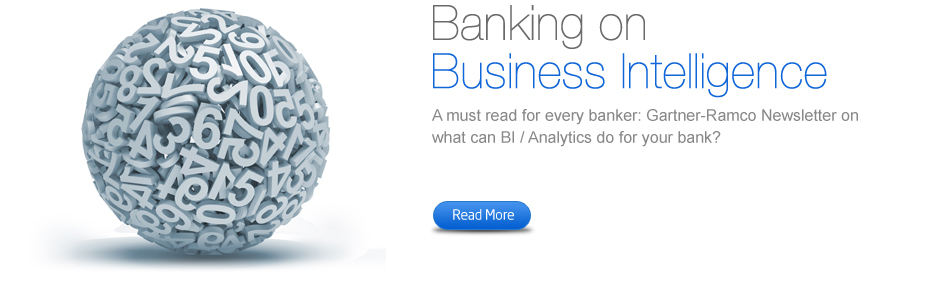 Banking on
Business Intelligence
A must read for every banker: Gartner-Ramco Newsletter on
what can BI / Analytics do for your bank?
Read More